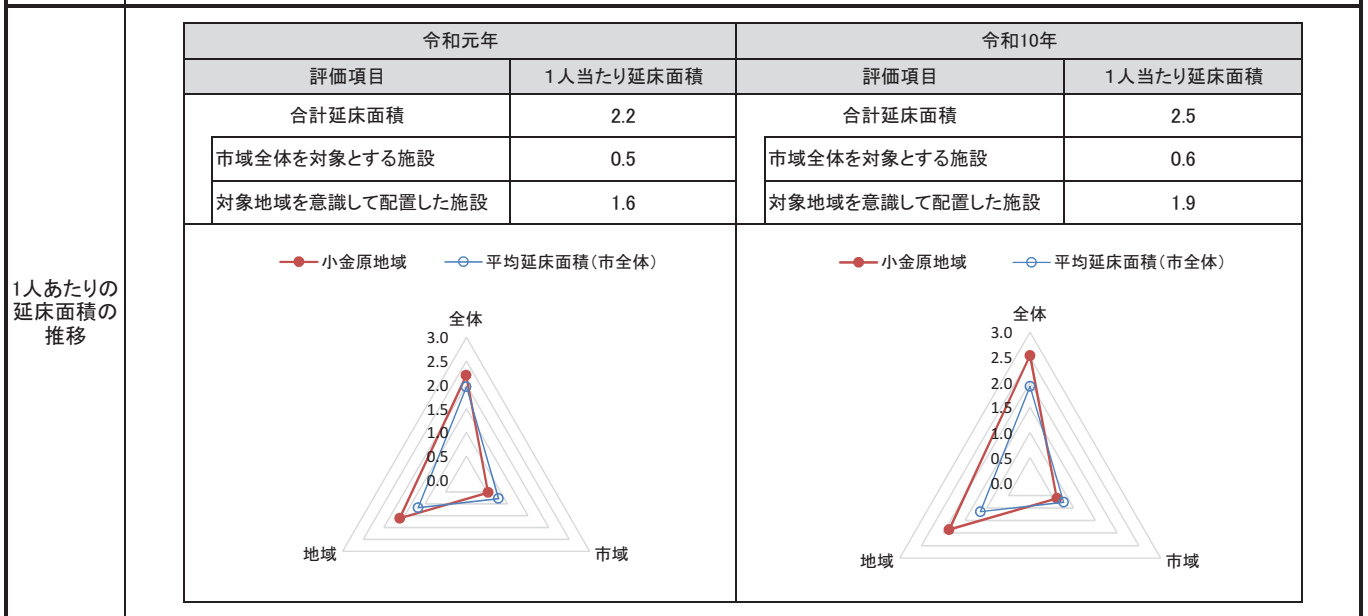 令和元年
令和10年
評価項目
1人当たり延床面積
評価項目
1人当たり延床面積
合計延床面積
2.2
合計延床面積
2.5
市域全体を対象とする施設
0.5
市域全体を対象とする施設
0.6
対象地域を意識して配置した施設
1.6
対象地域を意識して配置した施設
1.9
1人あたりの
延床面積の
推移
小金原地域
平均延床面積(市全体)
全体
3.0
2.5
2.0
1.5
1.0
0.5
0.0
地域
市域
小金原地域
平均延床面積(市全体)
全体
3.0
2.5
2.0
1.5
1.0
0.5
0.0
地域
市域